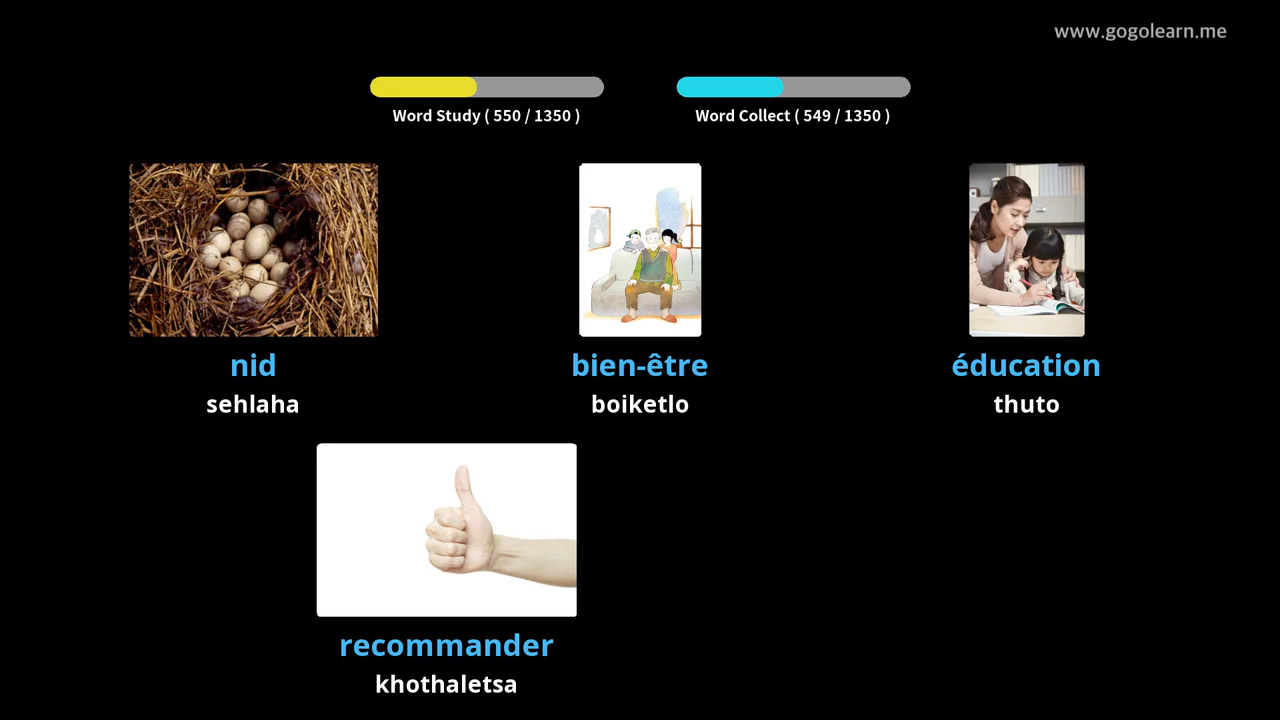 www.gogolearn.me
Word Study ( 550 / 1350 )
Word Collect ( 549 / 1350 )
nid
sehlaha
bien-être
boiketlo
éducation
thuto
recommander
khothaletsa